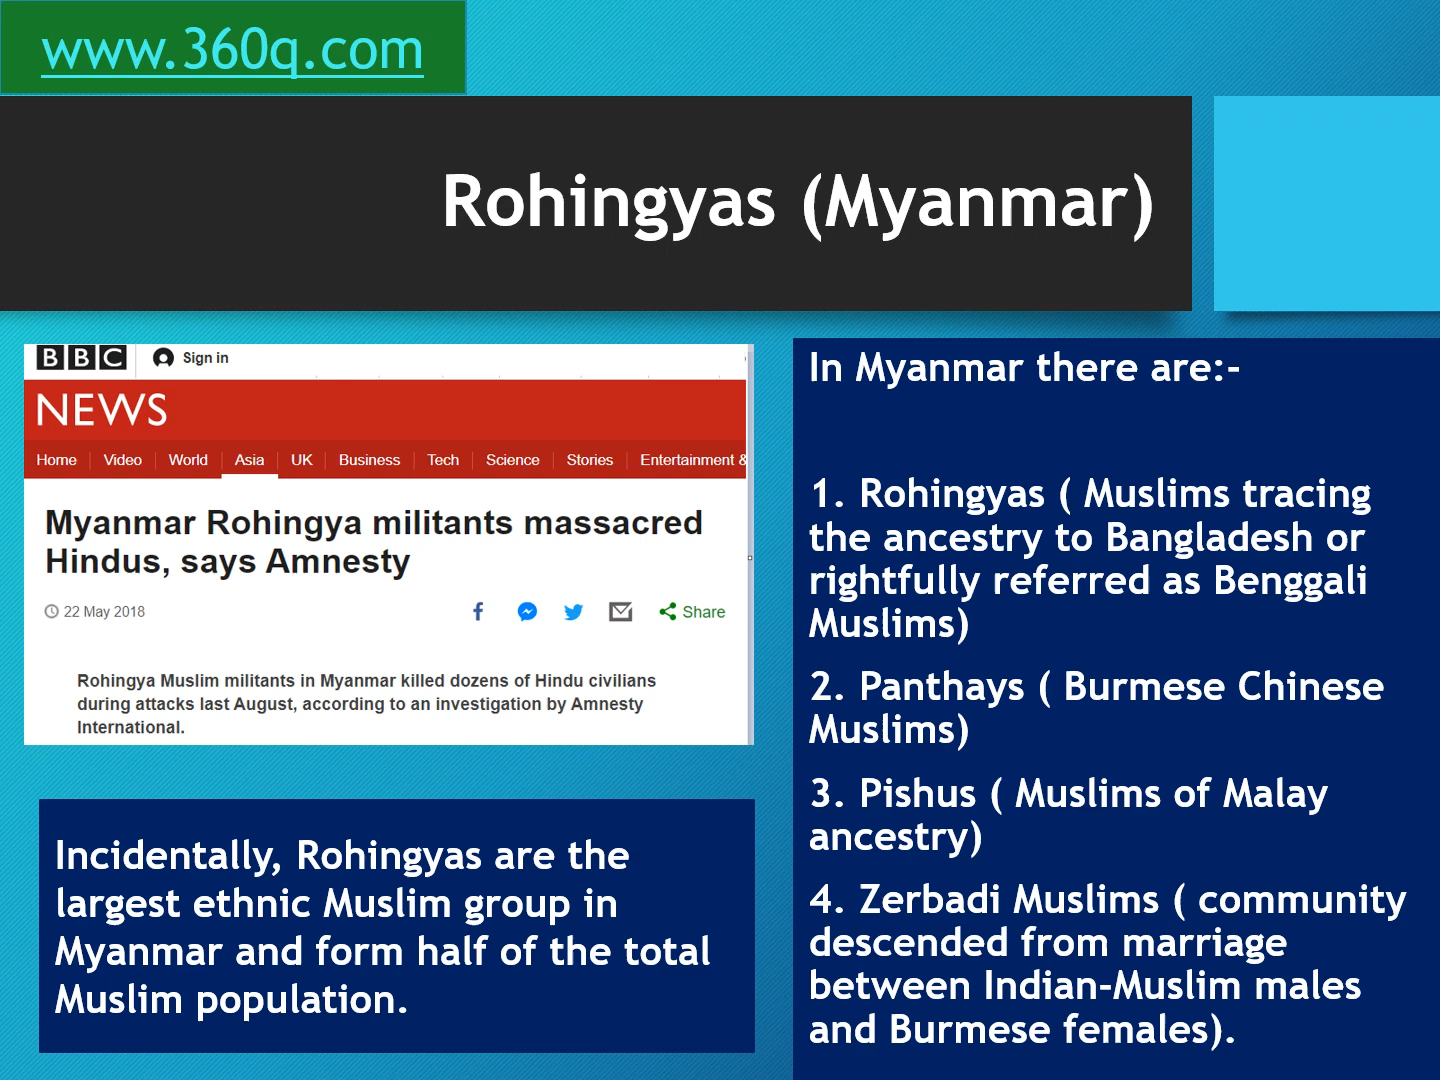 www.360q.com
Rohingyas (Myanmar)
BBC Sign in
NEWS
Home Video World Asia UK Business Tech Science Stories Entertainment &
Myanmar Rohingya militants massacred
Hindus, says Amnesty
22 May 2018 Share
Rohingya Muslim militants in Myanmar killed dozens of Hindu civilians
during attacks last August, according to an investigation by Amnesty
International.
Incidentally, Rohingyas are the
largest ethnic Muslim group in
Myanmar and form half of the total
Muslim population.
In Myanmar there are:-
1. Rohingyas ( Muslims tracing
the ancestry to Bangladesh or
rightfully referred as Benggali
Muslims)
2. Panthays ( Burmese Chinese
Muslims)
3. Pishus ( Muslims of Malay
ancestry)
4. Zerbadi Muslims ( community
descended from marriage
between Indian-Muslim males
and Burmese females).